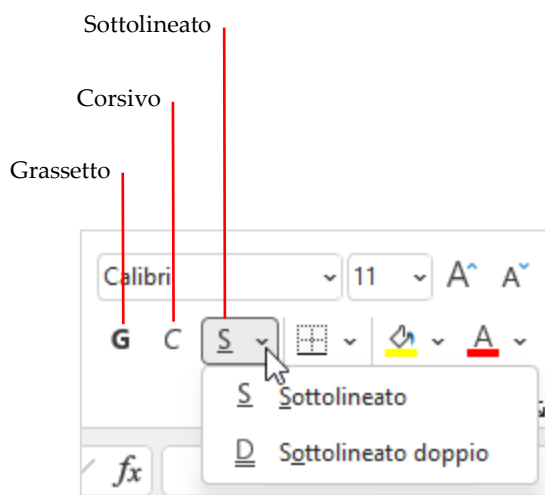 Sottolineato
Corsivo
Grassetto
Calibri 11 A A
G C S A
S Sottolineato
D Sottolineato doppio
fx